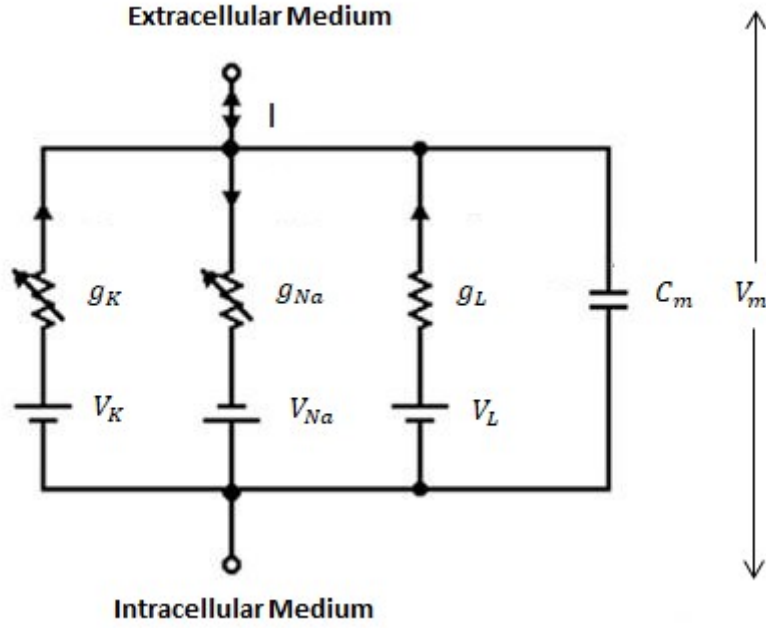 Extracellular Medium
I
g_K
g_Na
g_L
C_m
V_m
V_K
V_Na
V_L
Intracellular Medium